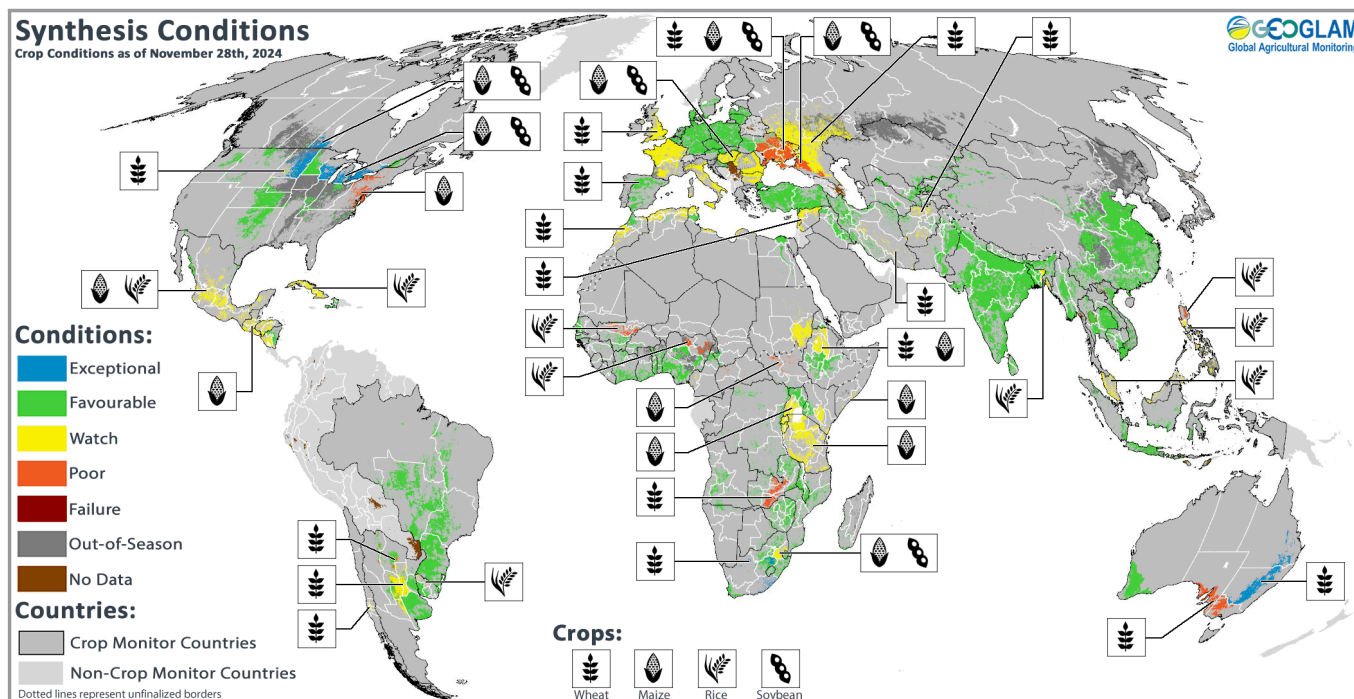 Synthesis Conditions
Crop Conditions as of November 28th, 2024
GEOGLAM
Global Agricultural Monitoring
Conditions:
Exceptional
Favourable
Watch
Poor
Failure
Out-of-Season
No Data
Countries:
Crop Monitor Countries
Non-Crop Monitor Countries
Dotted lines represent unfinalized borders
Crops:
Wheat
Maize
Rice
Soybean